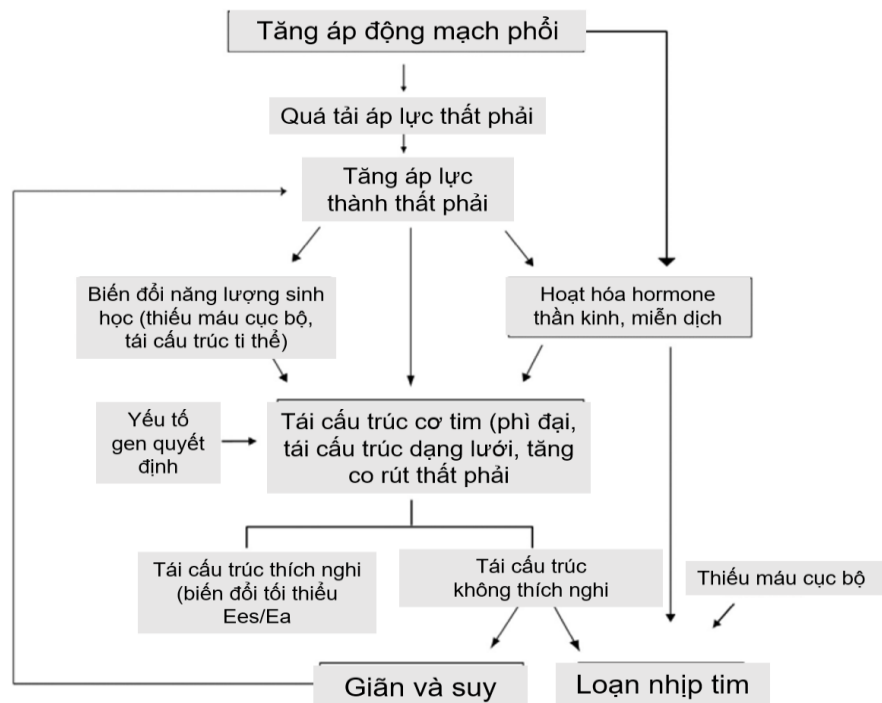 Tăng áp động mạch phổi
Quá tải áp lực thất phải
Tăng áp lực
thành thất phải
Biến đổi năng lượng sinh
học (thiếu máu cục bộ,
tái cấu trúc ti thể)
Hoạt hóa hormone
thần kinh, miễn dịch
Yếu tố
gen quyết
định
Tái cấu trúc cơ tim (phì đại,
tái cấu trúc dạng lưới, tăng
co rút thất phải
Tái cấu trúc thích nghi
(biến đổi tối thiểu
Ees/Ea
Tái cấu trúc
không thích nghi
Thiếu máu cục bộ
Giãn và suy
Loạn nhịp tim